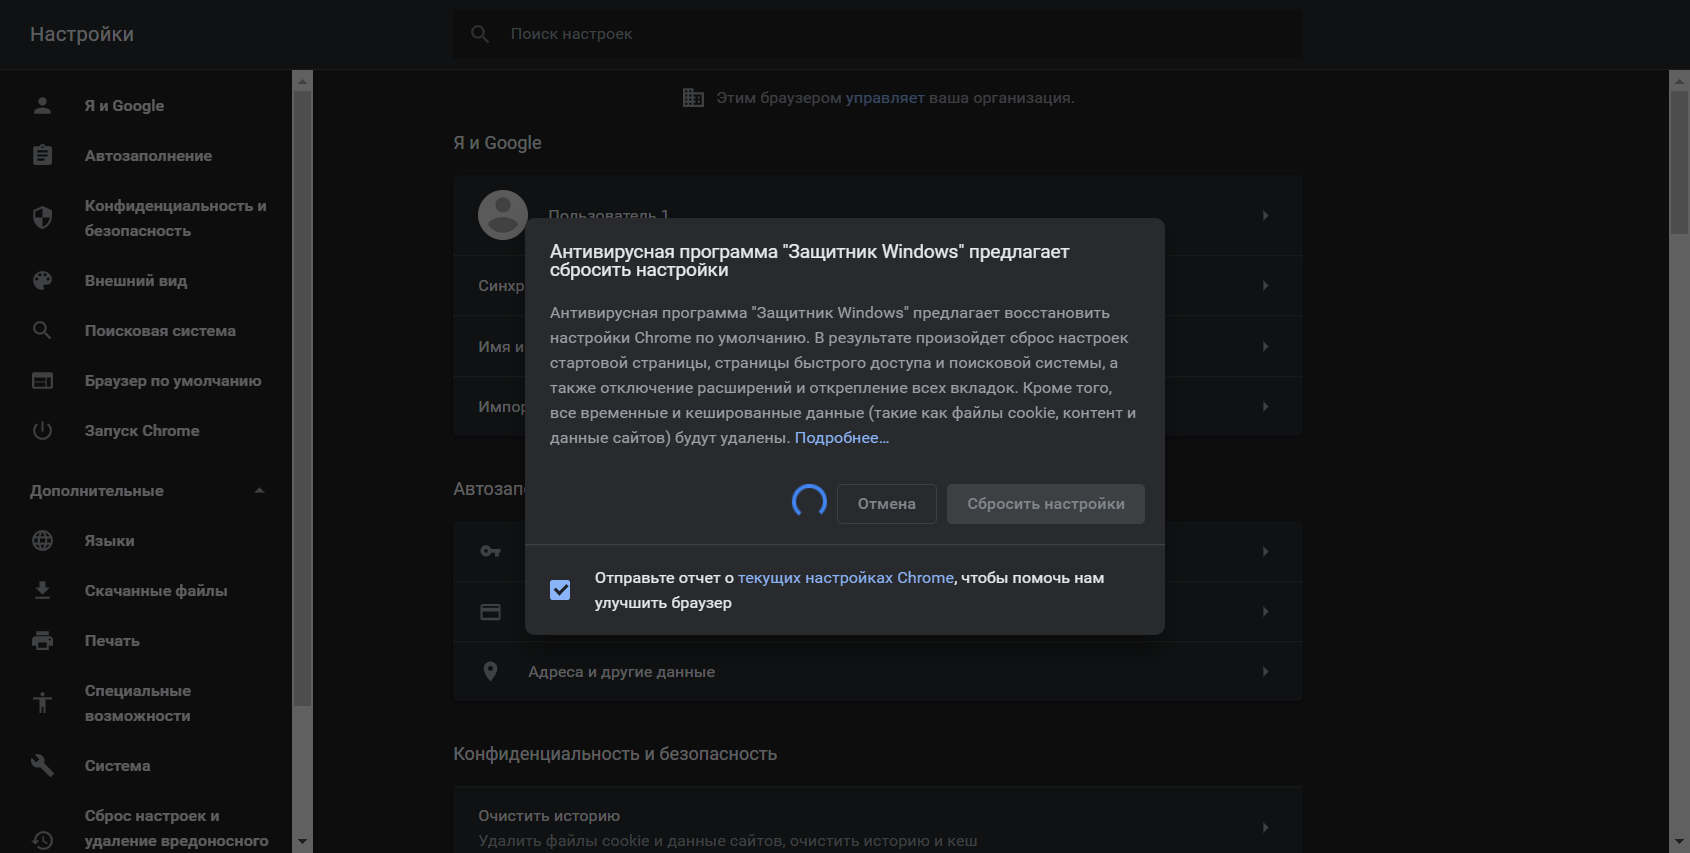 Настройки
Поиск настроек
Я и Google
Автозаполнение
Конфиденциальность и
безопасность
Внешний вид
Поисковая система
Браузер по умолчанию
Запуск Chrome
Дополнительные
Языки
Скачанные файлы
Печать
Специальные
возможности
Система
Сброс настроек и
удаление вредоносного
Этим браузером управляет ваша организация.
Я и Google
Пользователь 1
Синхр
Имя и
Импор
Автозапо
Антивирусная программа "Защитник Windows" предлагает
сбросить настройки
Антивирусная программа "Защитник Windows" предлагает восстановить
настройки Chrome по умолчанию. В результате произойдет сброс настроек
стартовой страницы, страницы быстрого доступа и поисковой системы, а
также отключение расширений и открепление всех вкладок. Кроме того,
все временные и кешированные данные (такие как файлы cookie, контент и
данные сайтов) будут удалены. Подробнее…
Отмена
Сбросить настройки
Отправьте отчет о текущих настройках Chrome, чтобы помочь нам
улучшить браузер
Адреса и другие данные
Конфиденциальность и безопасность
Очистить историю
Удалить файлы cookie и данные сайтов, очистить историю и кеш